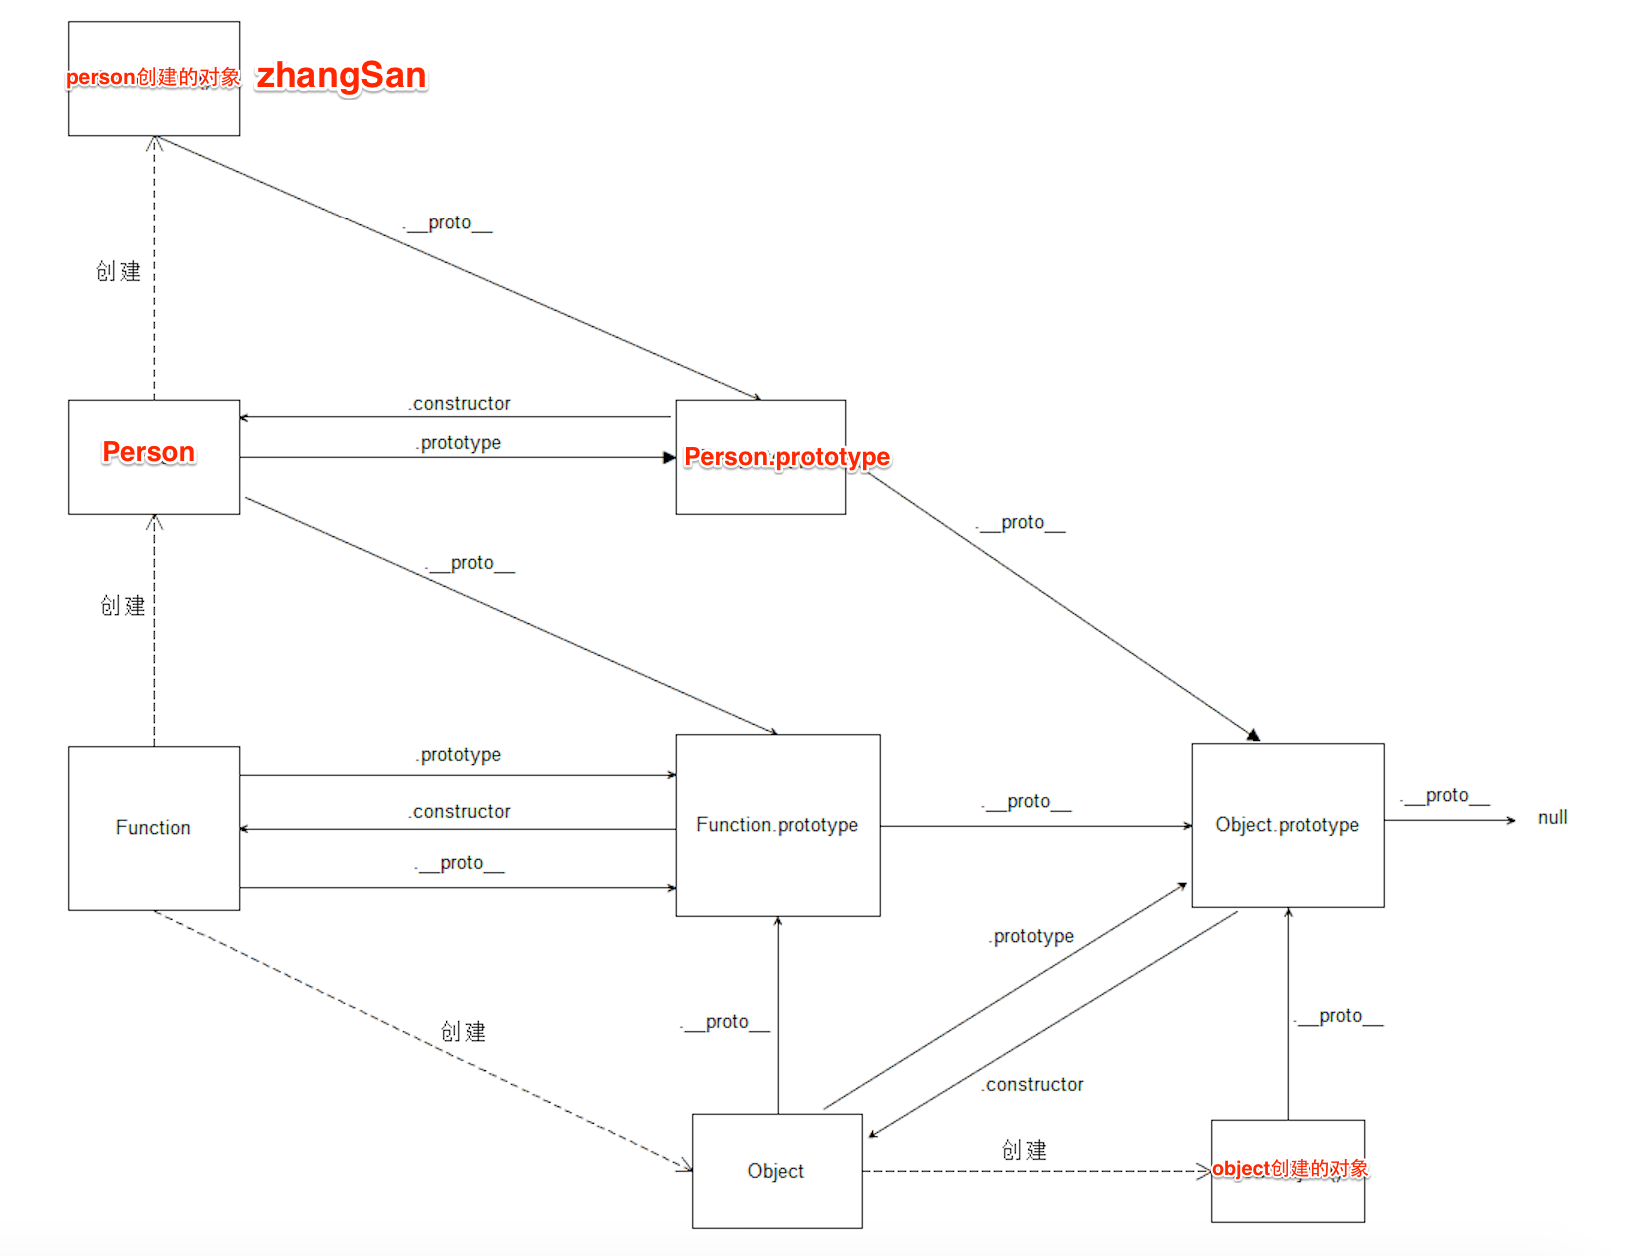 person创建的对象
zhangSan
.__proto__
创建
.constructor
Person
.prototype
Person.prototype
.__proto__
.__proto__
创建
.prototype
.__proto__
.__proto__
.constructor
null
Function
Function.prototype
Object.prototype
.__proto__
.prototype
.__proto__
.__proto__
创建
.constructor
创建
Object
object创建的对象